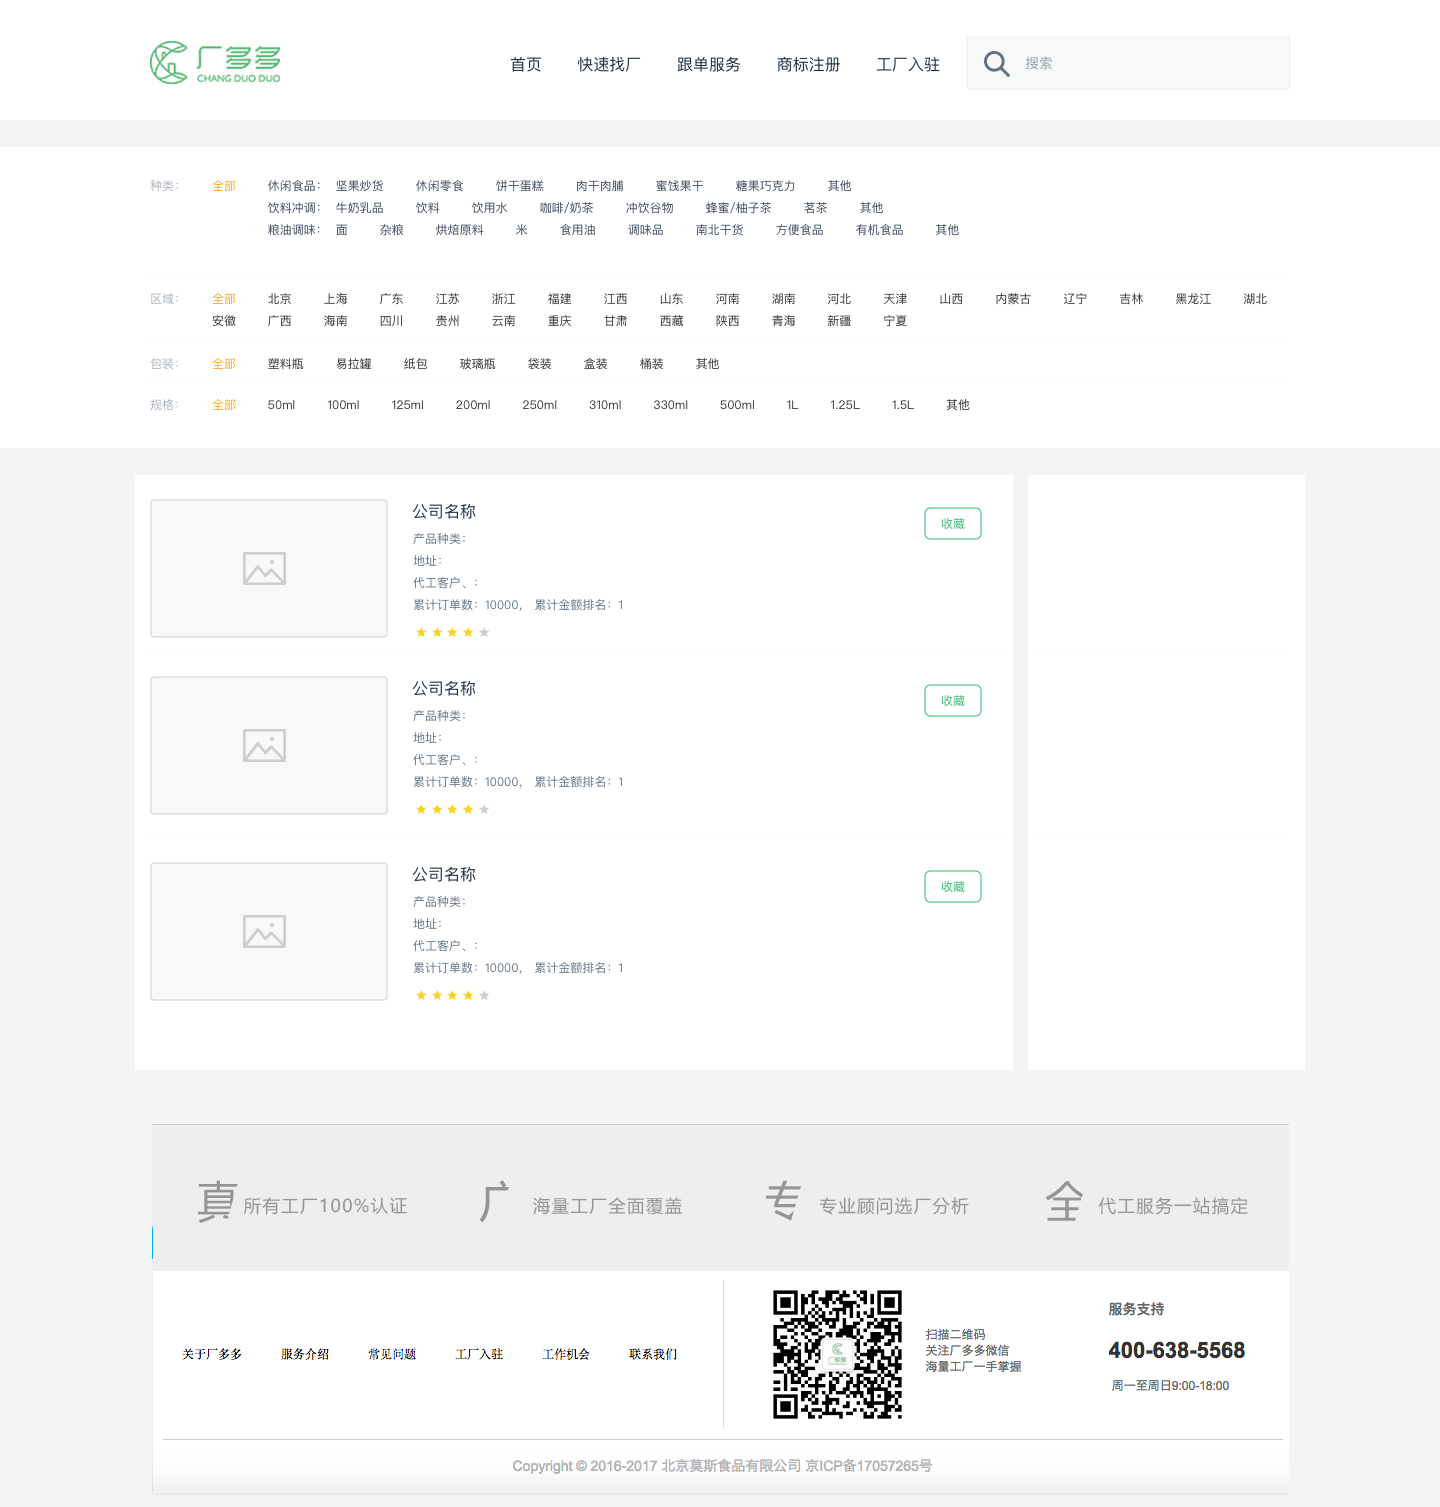 厂多多
CHANG DUO DUO
首页 快速找厂 跟单服务 商标注册 工厂入驻 搜索
种类： 全部 休闲食品： 坚果炒货 休闲零食 饼干蛋糕 肉干肉脯 蜜饯果干 糖果巧克力 其他
饮料冲调： 牛奶乳品 饮料 饮用水 咖啡/奶茶 冲饮谷物 蜂蜜/柚子茶 茗茶 其他
粮油调味： 面 杂粮 烘焙原料 米 食用油 调味品 南北干货 方便食品 有机食品 其他
区域： 全部 北京 上海 广东 江苏 浙江 福建 江西 山东 河南 湖南 河北 天津 山西 内蒙古 辽宁 吉林 黑龙江 湖北
安徽 广西 海南 四川 贵州 云南 重庆 甘肃 西藏 陕西 青海 新疆 宁夏
包装： 全部 塑料瓶 易拉罐 纸包 玻璃瓶 袋装 盒装 桶装 其他
规格： 全部 50ml 100ml 125ml 200ml 250ml 310ml 330ml 500ml 1L 1.25L 1.5L 其他
公司名称
收藏
产品种类：
地址：
代工客户、：
累计订单数：10000， 累计金额排名：1
公司名称
收藏
产品种类：
地址：
代工客户、：
累计订单数：10000， 累计金额排名：1
公司名称
收藏
产品种类：
地址：
代工客户、：
累计订单数：10000， 累计金额排名：1
真 所有工厂100%认证 广 海量工厂全面覆盖 专 专业顾问选厂分析 全 代工服务一站搞定
关于厂多多 服务介绍 常见问题 工厂入驻 工作机会 联系我们
厂多多
扫描二维码
关注厂多多微信
海量工厂一手掌握
服务支持
400-638-5568
周一至周日9:00-18:00
Copyright © 2016-2017 北京莫斯食品有限公司 京ICP备17057265号